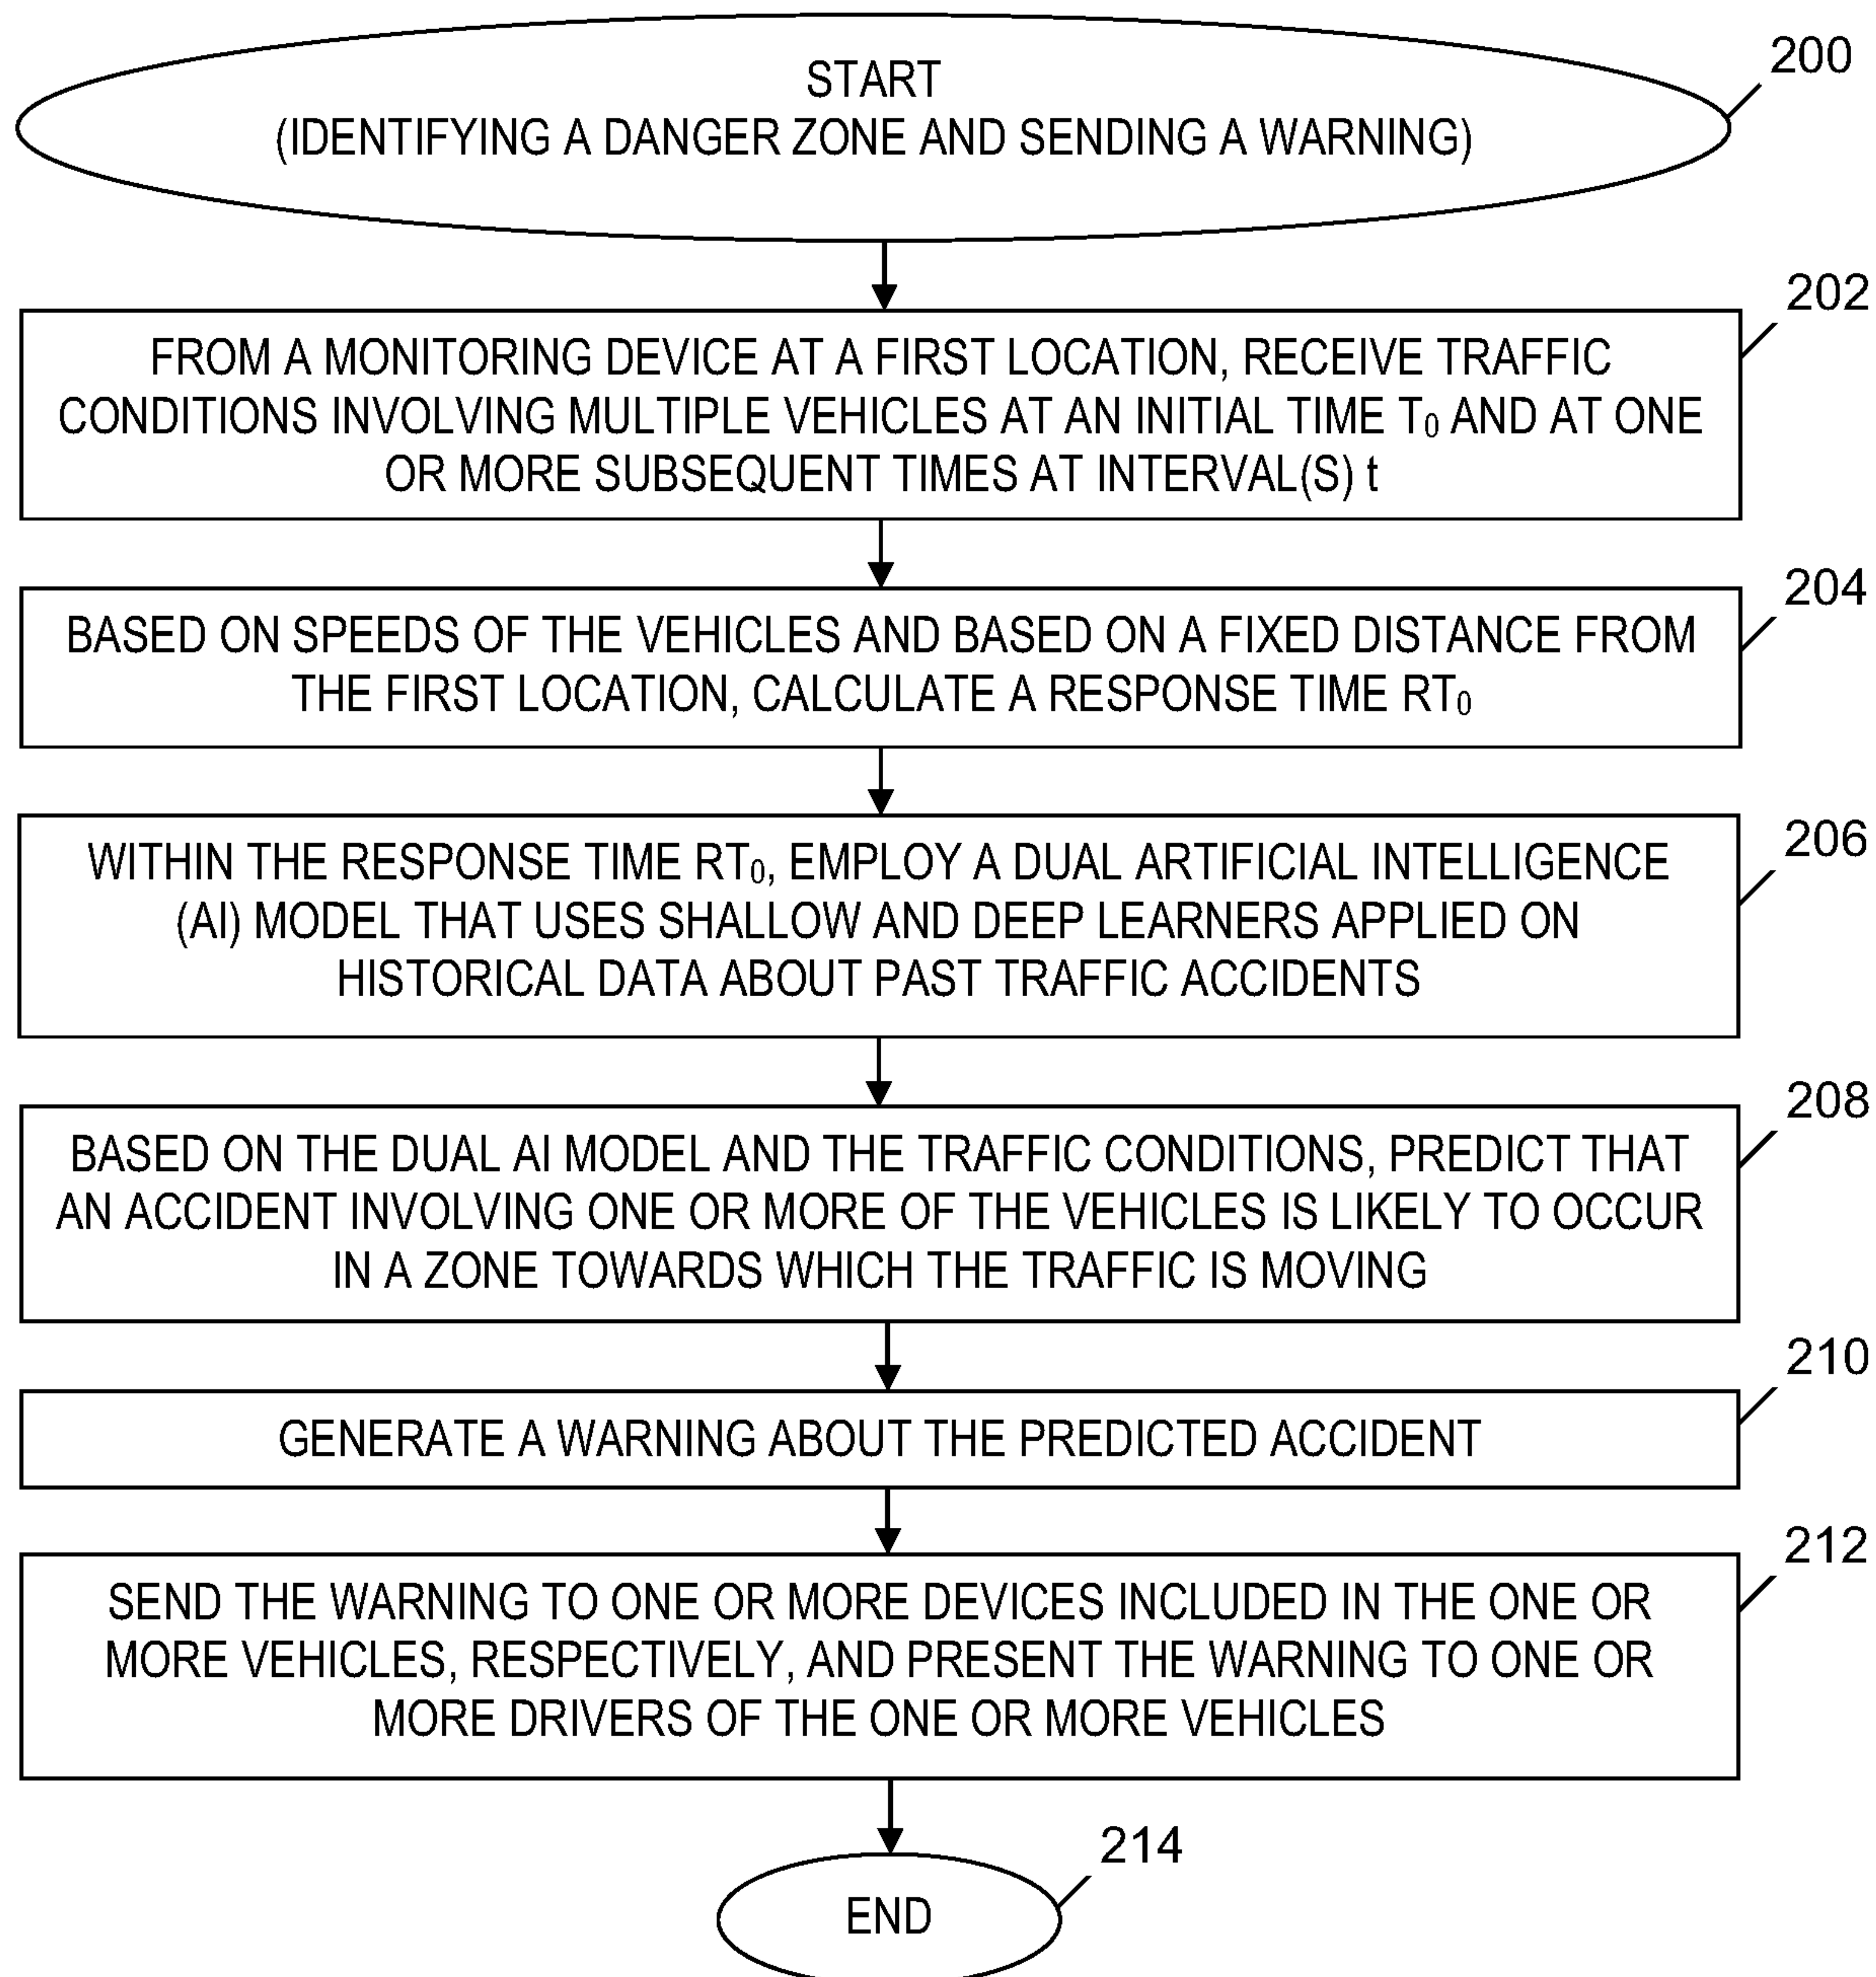 200
START
(IDENTIFYING A DANGER ZONE AND SENDING A WARNING)
202
FROM A MONITORING DEVICE AT A FIRST LOCATION, RECEIVE TRAFFIC
CONDITIONS INVOLVING MULTIPLE VEHICLES AT AN INITIAL TIME T₀ AND AT ONE
OR MORE SUBSEQUENT TIMES AT INTERVAL(S) t
204
BASED ON SPEEDS OF THE VEHICLES AND BASED ON A FIXED DISTANCE FROM
THE FIRST LOCATION, CALCULATE A RESPONSE TIME RT₀
206
WITHIN THE RESPONSE TIME RT₀, EMPLOY A DUAL ARTIFICIAL INTELLIGENCE
(AI) MODEL THAT USES SHALLOW AND DEEP LEARNERS APPLIED ON
HISTORICAL DATA ABOUT PAST TRAFFIC ACCIDENTS
208
BASED ON THE DUAL AI MODEL AND THE TRAFFIC CONDITIONS, PREDICT THAT
AN ACCIDENT INVOLVING ONE OR MORE OF THE VEHICLES IS LIKELY TO OCCUR
IN A ZONE TOWARDS WHICH THE TRAFFIC IS MOVING
210
GENERATE A WARNING ABOUT THE PREDICTED ACCIDENT
212
SEND THE WARNING TO ONE OR MORE DEVICES INCLUDED IN THE ONE OR
MORE VEHICLES, RESPECTIVELY, AND PRESENT THE WARNING TO ONE OR
MORE DRIVERS OF THE ONE OR MORE VEHICLES
214
END